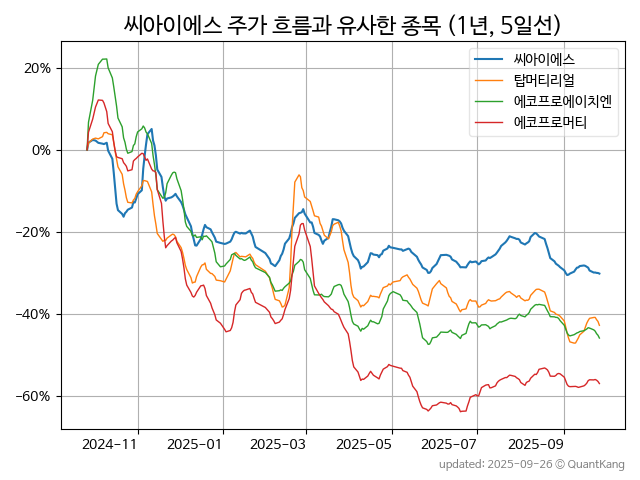 씨아이에스 주가 흐름과 유사한 종목 (1년, 5일선)
씨아이에스
탑머티리얼
에코프로에이치엔
에코프로머티
20%
0%
−20%
−40%
−60%
2024−11
2025−01
2025−03
2025−05
2025−07
2025−09
updated: 2025-09-26 © QuantKang